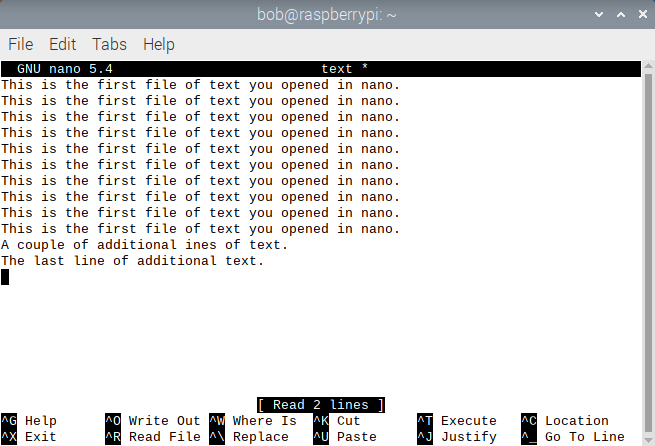 bob@raspberrypi: ~
File Edit Tabs Help
GNU nano 5.4 text *
This is the first file of text you opened in nano.
This is the first file of text you opened in nano.
This is the first file of text you opened in nano.
This is the first file of text you opened in nano.
This is the first file of text you opened in nano.
This is the first file of text you opened in nano.
This is the first file of text you opened in nano.
This is the first file of text you opened in nano.
This is the first file of text you opened in nano.
This is the first file of text you opened in nano.
A couple of additional ines of text.
The last line of additional text.
[ Read 2 lines ]
^G Help ^O Write Out ^W Where Is ^K Cut ^T Execute ^C Location
^X Exit ^R Read File ^\ Replace ^U Paste ^J Justify ^_ Go To Line